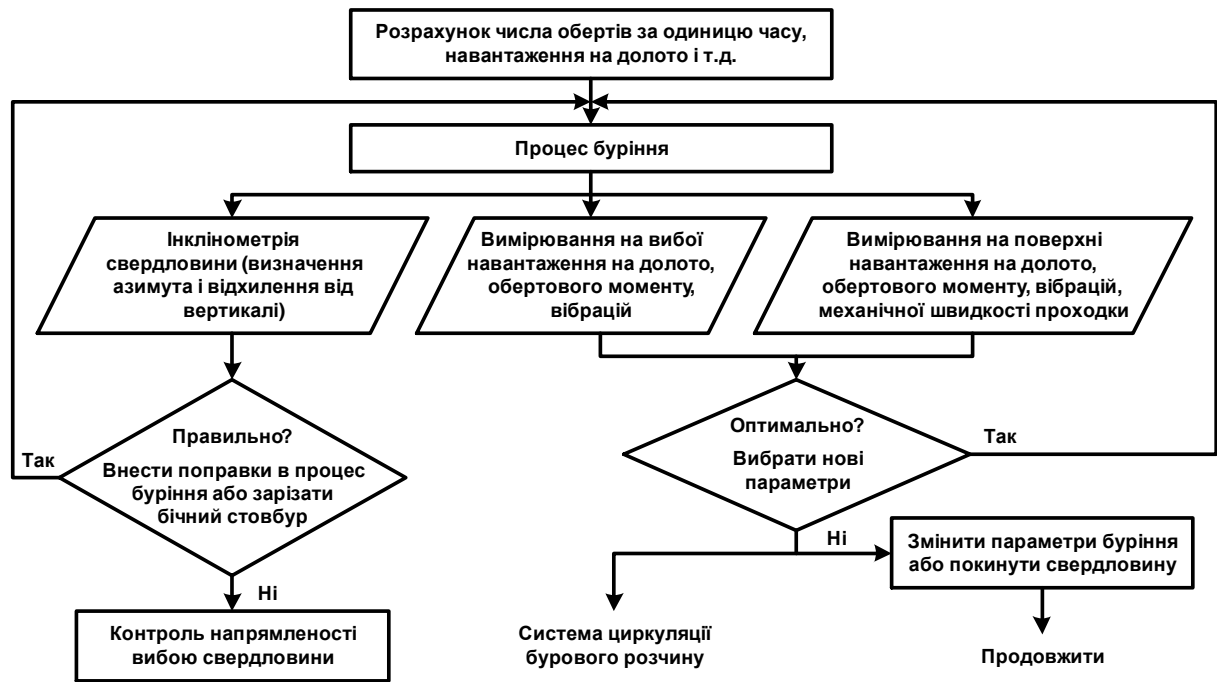 Розрахунок числа обертів за одиницю часу,
навантаження на долото і т.д.
Процес буріння
Інклінометрія
свердловини (визначення
азимута і відхилення від
вертикалі)
Вимірювання на вибої
навантаження на долото,
обертового моменту,
вібрацій
Вимірювання на поверхні
навантаження на долото,
обертового моменту, вібрацій,
механічної швидкості проходки
Так
Правильно?
Внести поправки в процес
буріння або зарізати
бічний стовбур
Ні
Контроль напрямленості
вибою свердловини
Оптимально?
Вибрати нові
параметри
Так
Ні
Змінити параметри буріння
або покинути свердловину
Система циркуляції
бурового розчину
Продовжити